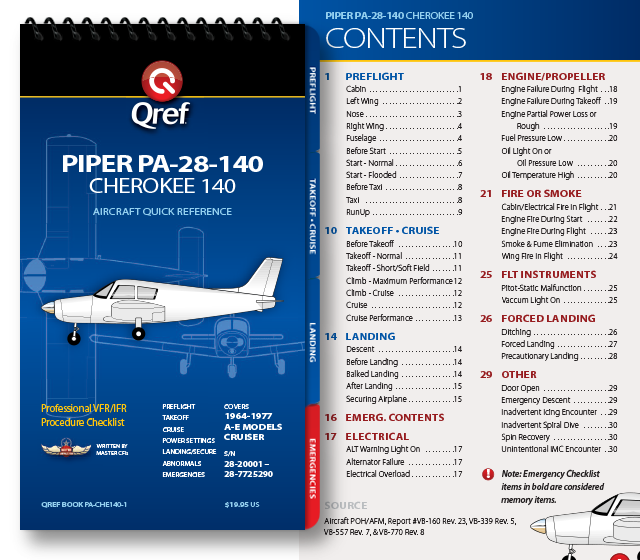 Qref
PIPER PA-28-140
CHEROKEE 140
AIRCRAFT QUICK REFERENCE
Professional VFR/IFR
Procedure Checklist
WRITTEN BY
MASTER CFIs
PREFLIGHT
TAKEOFF
CRUISE
POWER SETTINGS
LANDING/SECURE
ABNORMALS
EMERGENCIES
COVERS
1964-1977
A-E MODELS
CRUISER
S/N
28-20001 –
28-7725290
QREF BOOK PA-CHE140-1
$19.95 US
PREFLIGHT
TAKEOFF • CRUISE
LANDING
EMERGENCIES
PIPER PA-28-140 CHEROKEE 140
CONTENTS
1 PREFLIGHT
Cabin ..........................1
Left Wing .....................2
Nose ...........................3
Right Wing ....................4
Fuselage ......................4
Before Start ...................5
Start - Normal .................6
Start - Flooded ................7
Before Taxi ....................8
Taxi ...........................8
RunUp .........................9
10 TAKEOFF • CRUISE
Before Takeoff ................10
Takeoff - Normal ..............11
Takeoff - Short/Soft Field ......11
Climb - Maximum Performance12
Climb - Cruise .................12
Cruise ........................12
Cruise Performance ...........13
14 LANDING
Descent ......................14
Before Landing ...............14
Balked Landing ...............14
After Landing .................15
Securing Airplane .............15
16 EMERG. CONTENTS
17 ELECTRICAL
ALT Warning Light On .........17
Alternator Failure .............17
Electrical Overload ............17
18 ENGINE/PROPELLER
Engine Failure During Flight ...18
Engine Failure During Takeoff ..19
Engine Partial Power Loss or
Rough ....................19
Fuel Pressure Low .............20
Oil Light On or
Oil Pressure Low ..........20
Oil Temperature High .........20
21 FIRE OR SMOKE
Cabin/Electrical Fire in Flight ...21
Engine Fire During Start .......22
Engine Fire During Flight ......23
Smoke & Fume Elimination ....23
Wing Fire in Flight .............24
25 FLT INSTRUMENTS
Pitot-Static Malfunction ........25
Vaccum Light On .............25
26 FORCED LANDING
Ditching ......................26
Forced Landing ...............27
Precautionary Landing .........28
29 OTHER
Door Open ...................29
Emergency Descent ...........29
Inadvertent Icing Encounter ...29
Inadvertent Spiral Dive ........30
Spin Recovery ................30
Unintentional IMC Encounter ..30
! Note: Emergency Checklist
items in bold are considered
memory items.
SOURCE
Aircraft POH/AFM, Report #VB-160 Rev. 23, VB-339 Rev. 5,
VB-557 Rev. 7, & VB-770 Rev. 8